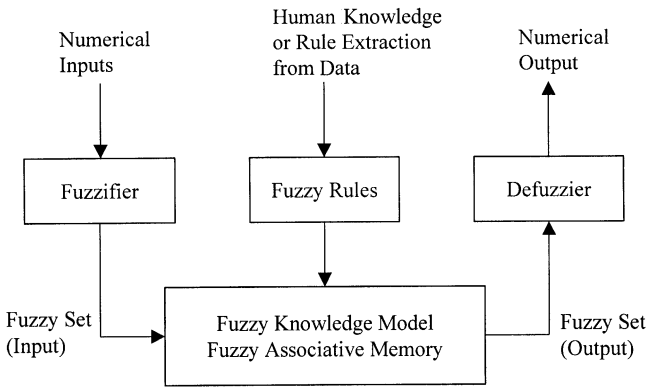 Numerical
Inputs
Human Knowledge
or Rule Extraction
from Data
Numerical
Output
Fuzzifier
Fuzzy Rules
Defuzzier
Fuzzy Set
(Input)
Fuzzy Knowledge Model
Fuzzy Associative Memory
Fuzzy Set
(Output)